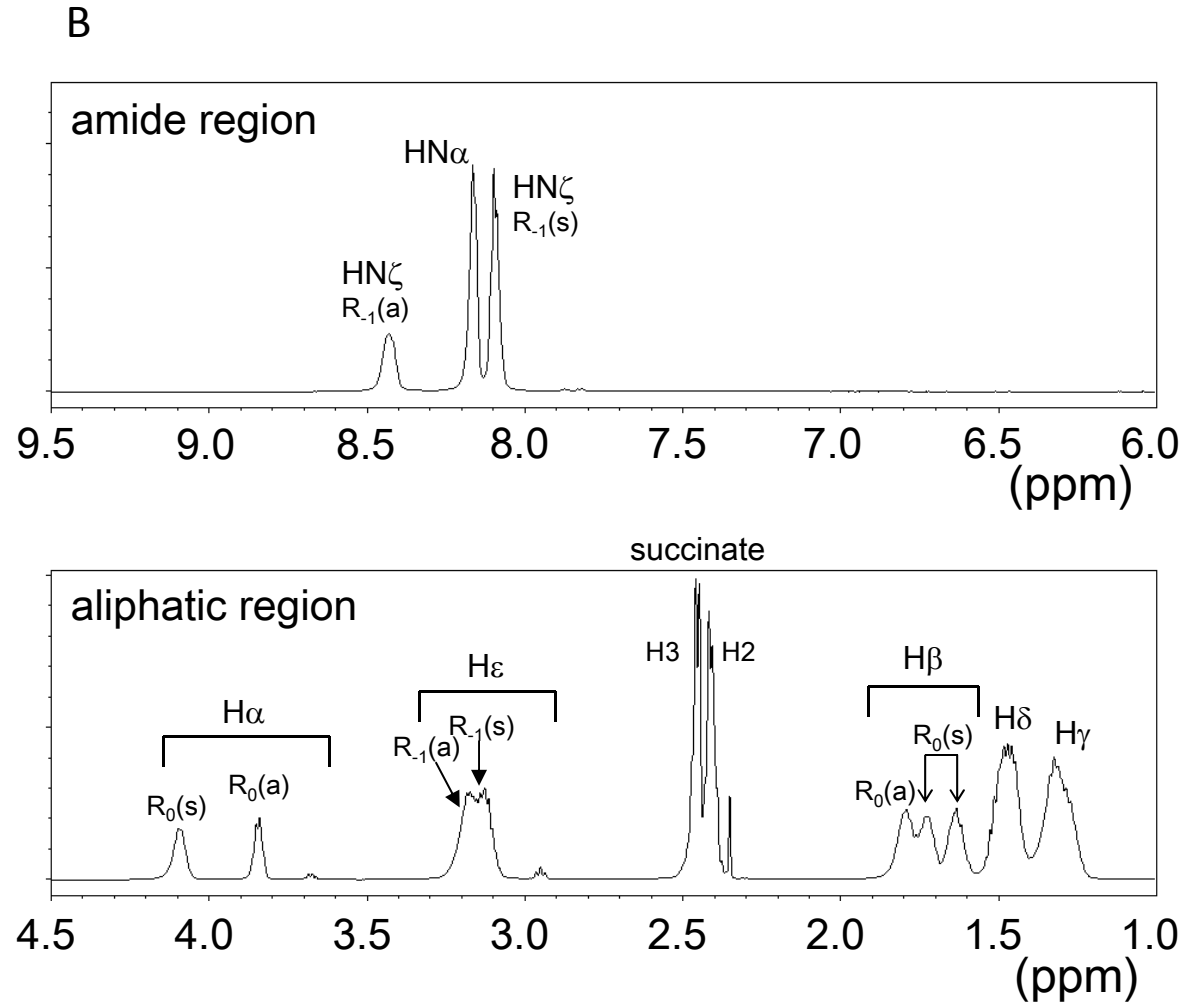 B
amide region
HNα
HNζ
R₋₁(s)
HNζ
R₋₁(a)
9.5 9.0 8.5 8.0 7.5 7.0 6.5 6.0
(ppm)
succinate
aliphatic region
H3 H2
Hε
Hβ
Hα
R₋₁(a) R₋₁(s)
R₀(s)
Hδ
Hγ
R₀(s) R₀(a)
R₀(a)
4.5 4.0 3.5 3.0 2.5 2.0 1.5 1.0
(ppm)